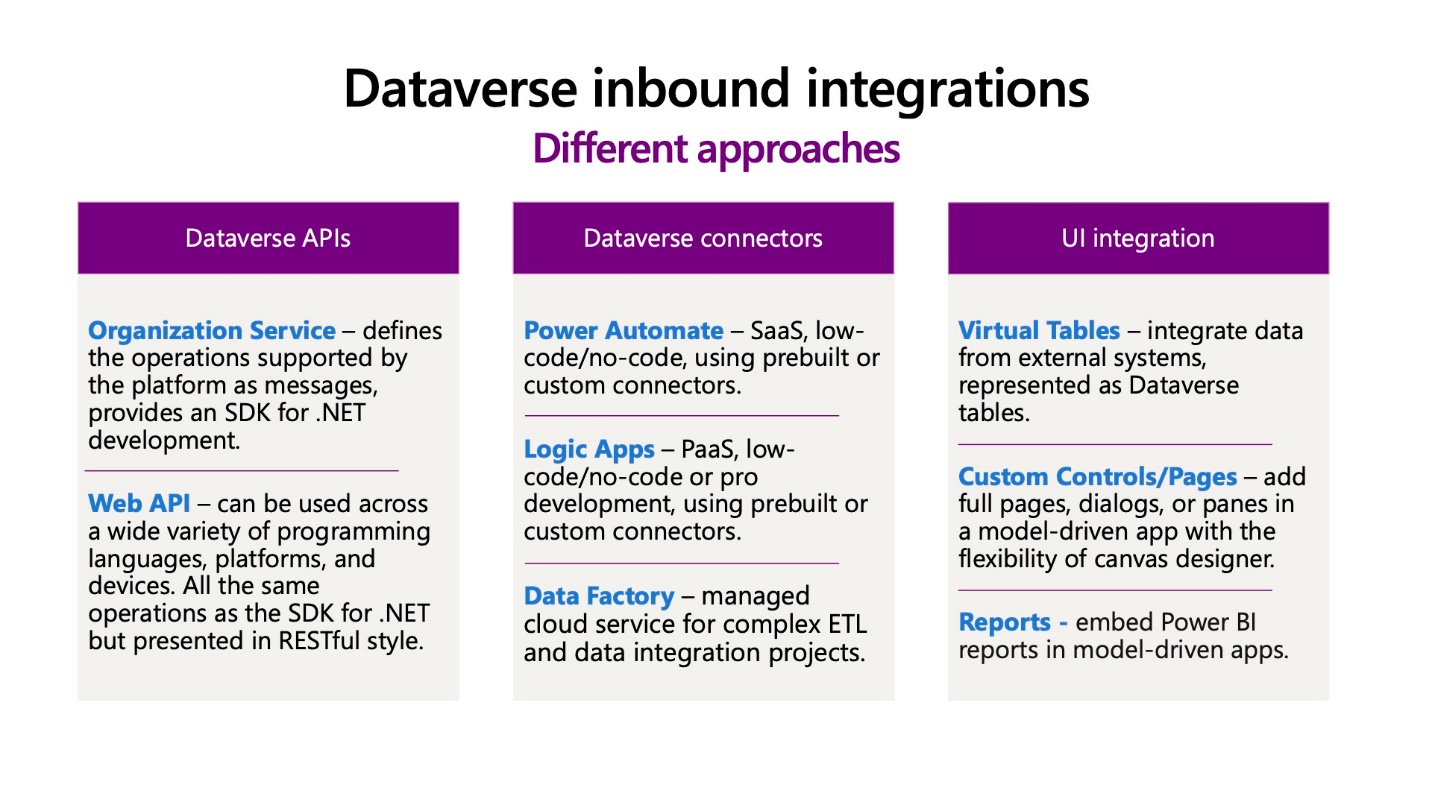 Dataverse inbound integrations
Different approaches
Dataverse APIs
Organization Service – defines
the operations supported by
the platform as messages,
provides an SDK for .NET
development.
Web API – can be used across
a wide variety of programming
languages, platforms, and
devices. All the same
operations as the SDK for .NET
but presented in RESTful style.
Dataverse connectors
Power Automate – SaaS, low-
code/no-code, using prebuilt or
custom connectors.
Logic Apps – PaaS, low-
code/no-code or pro
development, using prebuilt or
custom connectors.
Data Factory – managed
cloud service for complex ETL
and data integration projects.
UI integration
Virtual Tables – integrate data
from external systems,
represented as Dataverse
tables.
Custom Controls/Pages – add
full pages, dialogs, or panes in
a model-driven app with the
flexibility of canvas designer.
Reports - embed Power BI
reports in model-driven apps.